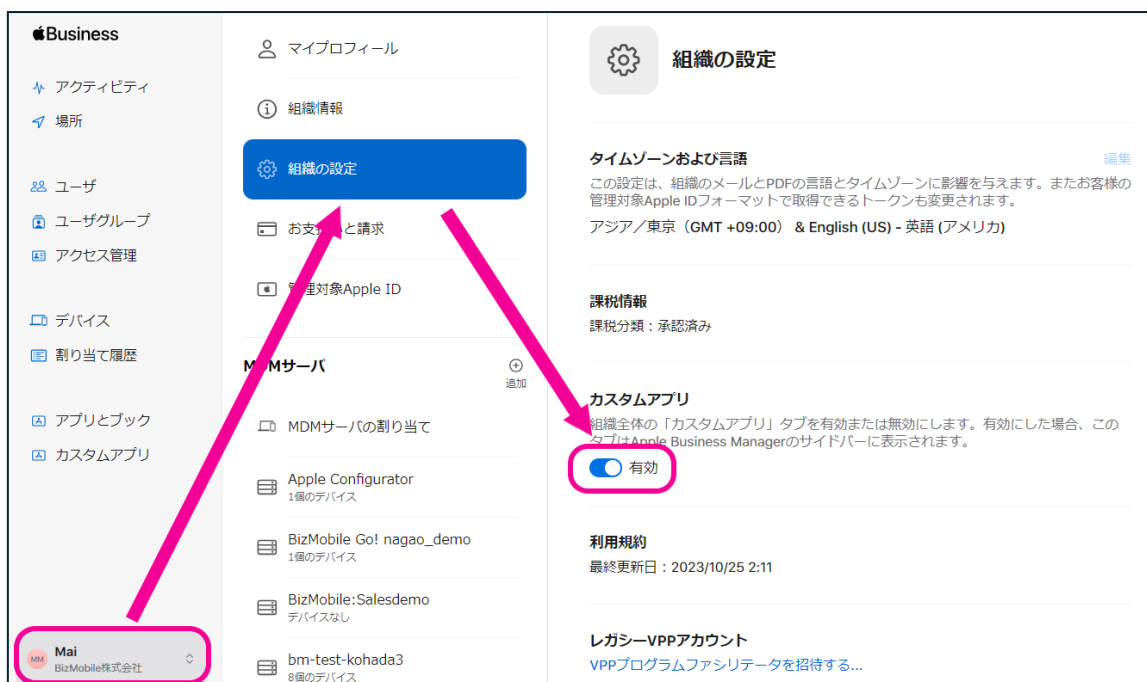 Business
アクティビティ
場所
ユーザ
ユーザグループ
アクセス管理
デバイス
割り当て履歴
アプリとブック
カスタムアプリ
MM
Mai
BizMobile株式会社
マイプロフィール
組織情報
組織の設定
お支払いと請求
管理対象Apple ID
MDMサーバ
追加
MDMサーバの割り当て
Apple Configurator
1個のデバイス
BizMobile Go! nagao_demo
1個のデバイス
BizMobile:Salesdemo
デバイスなし
bm-test-kohada3
8個のデバイス
組織の設定
タイムゾーンおよび言語
編集
この設定は、組織のメールとPDFの言語とタイムゾーンに影響を与えます。またお客様の
管理対象Apple IDフォーマットで取得できるトークンも変更されます。
アジア／東京（GMT +09:00） & English (US) - 英語 (アメリカ)
課税情報
課税分類：承認済み
カスタムアプリ
組織全体の「カスタムアプリ」タブを有効または無効にします。有効にした場合、この
タブはApple Business Managerのサイドバーに表示されます。
有効
利用規約
最終更新日：2023/10/25 2:11
レガシーVPPアカウント
VPPプログラムファシリテータを招待する...